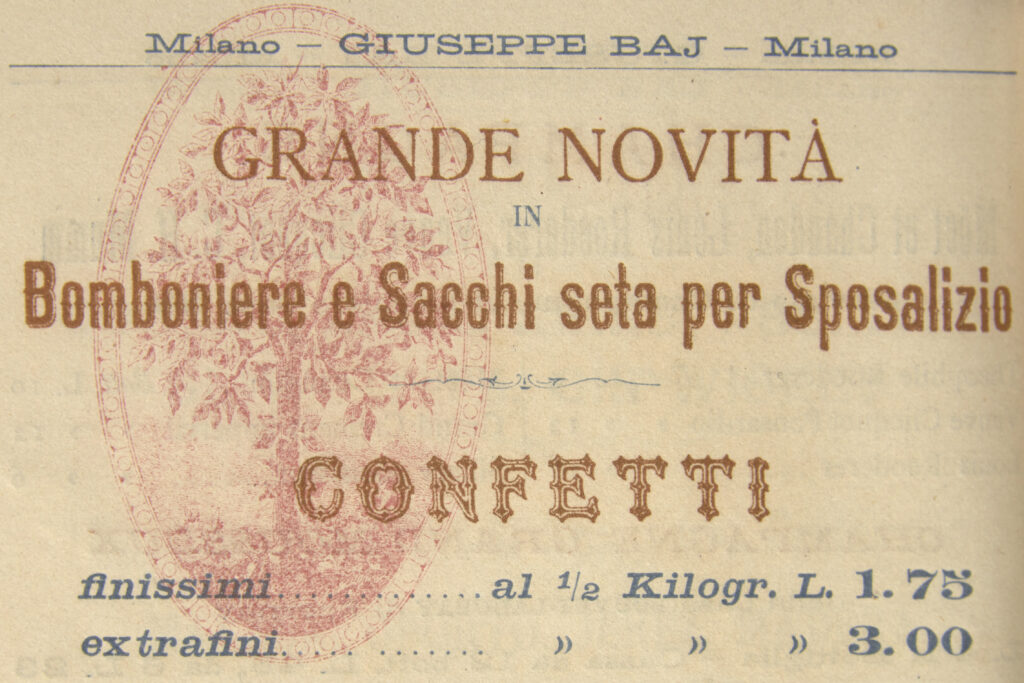 Milano – GIUSEPPE BAJ – Milano
GRANDE NOVITÀ
IN
Bomboniere e Sacchi seta per Sposalizio
CONFETTI
finissimi.............al 1/2 Kilogr. L. 1.75
extrafini..... ....... » » » 3.00